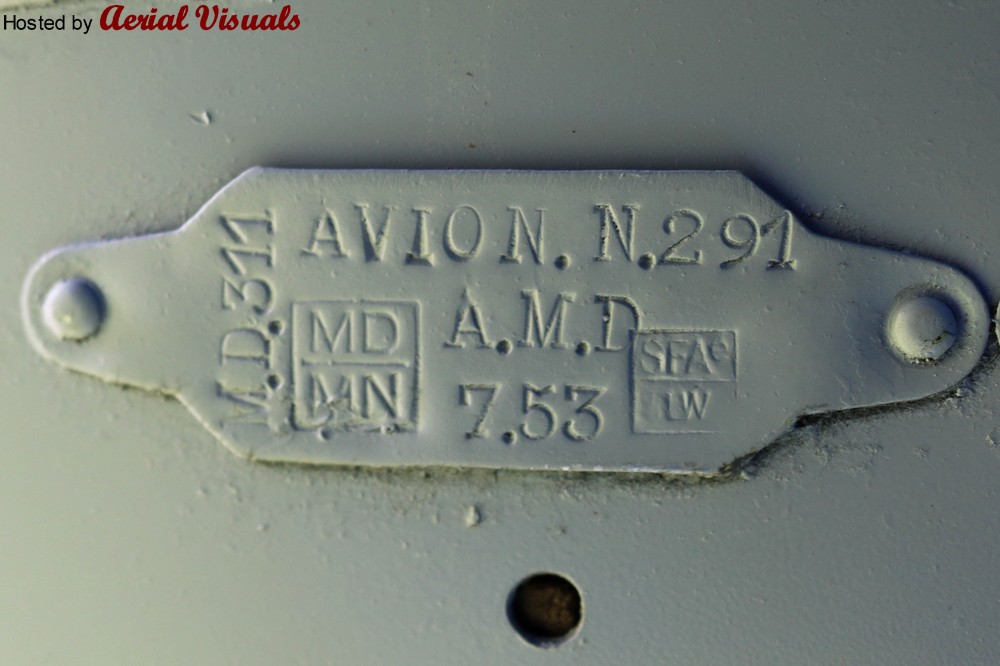 Hosted by Aerial Visuals
M.D.311
AVION. N.291
A.M.D
7.53
MD
MN
SFAe
LW